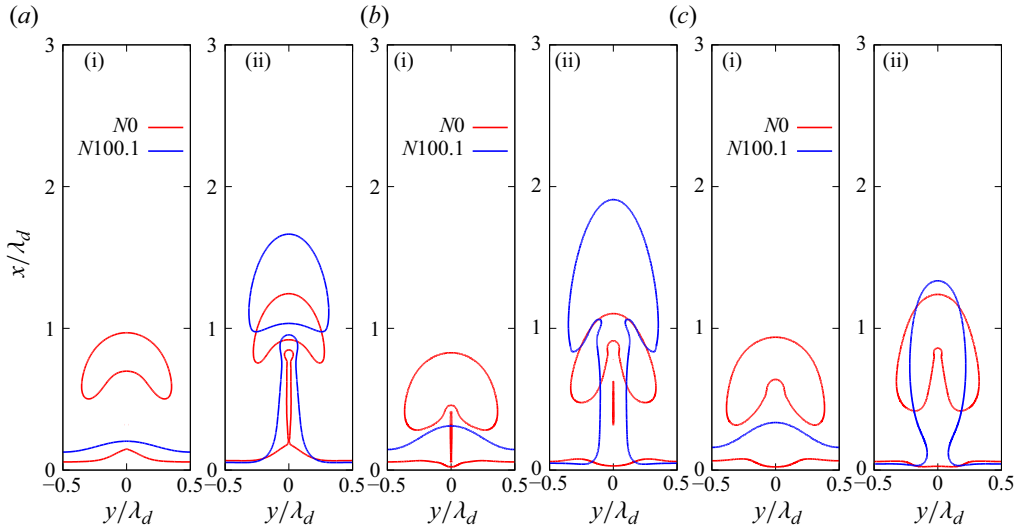 (a) (b) (c)
3 3 3 3 3 3
(i) (ii) (i) (ii) (i) (ii)
N0 N0 N0
N100.1 N100.1 N100.1
2 2 2 2 2 2
x/λd
1 1 1 1 1 1
0 0 0 0 0 0
−0.5 0 0.5 −0.5 0 0.5 −0.5 0 0.5 −0.5 0 0.5 −0.5 0 0.5 −0.5 0 0.5
y/λd y/λd y/λd y/λd y/λd y/λd